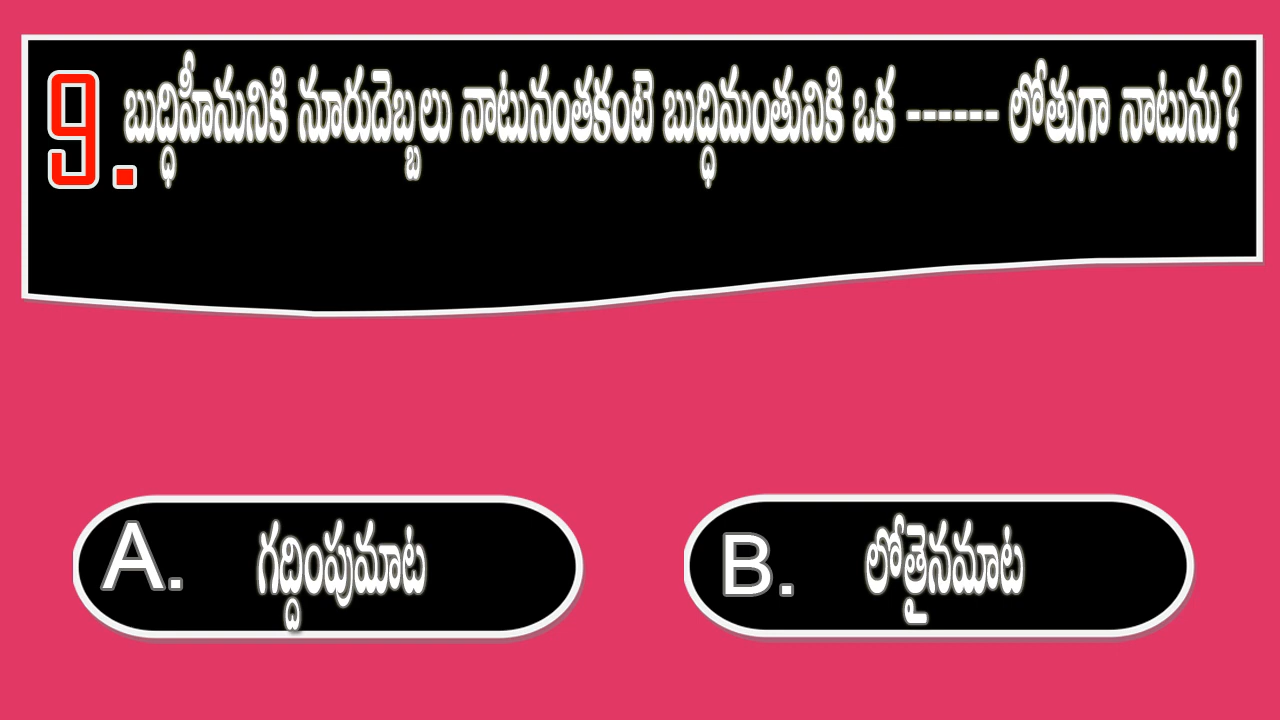 9. బుద్ధిహీనునికి నూరుదెబ్బలు నాటునంతకంటె బుద్ధిమంతునికి ఒక ------ లోతుగా నాటును?
A. గద్దింపుమాట
B. లోతైనమాట